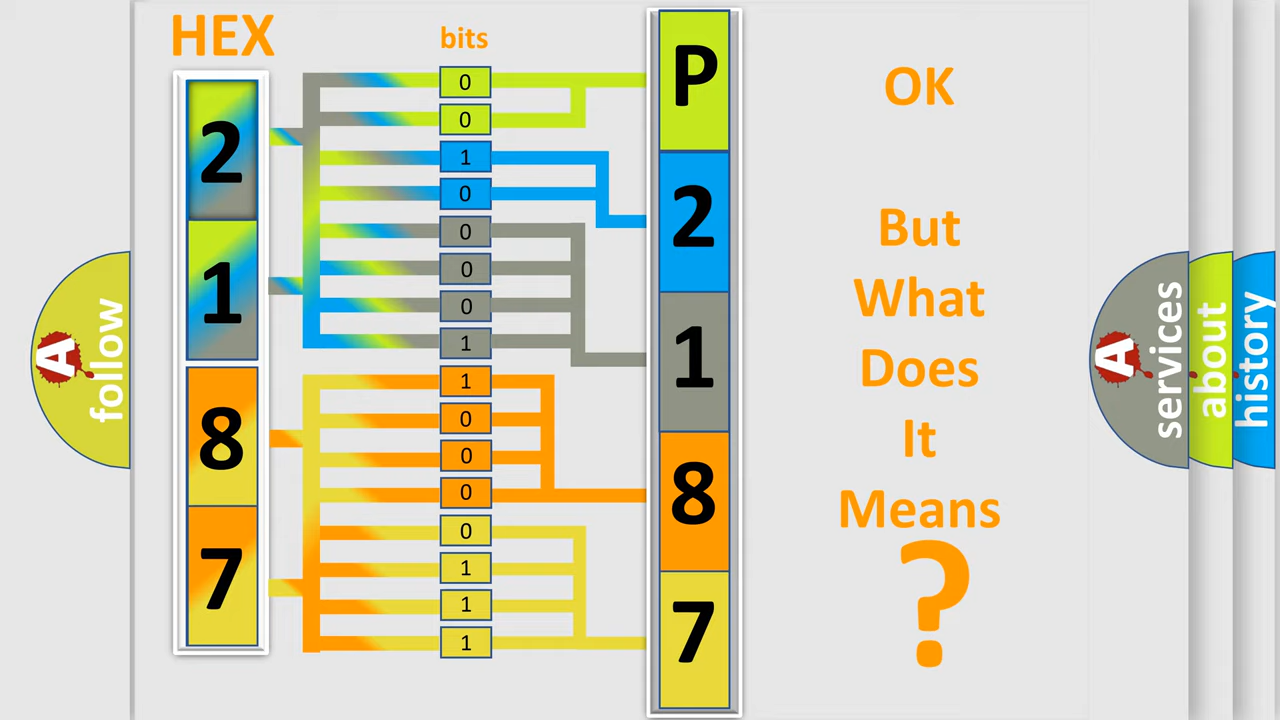 HEX
bits
2
1
8
7
0
0
1
0
0
0
0
1
1
0
0
0
0
1
1
1
P
2
1
8
7
OK
But
What
Does
It
Means
?
A
follow
A
services
about
history